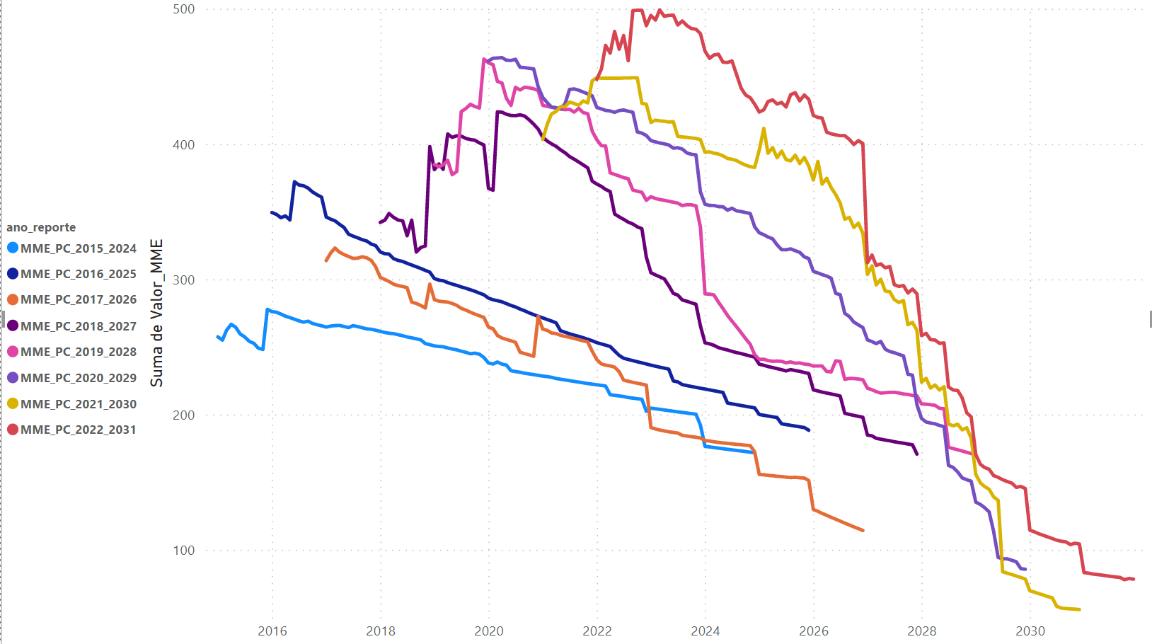 500
400
300
200
100
Suma de Valor_MME
ano_reporte
MME_PC_2015_2024
MME_PC_2016_2025
MME_PC_2017_2026
MME_PC_2018_2027
MME_PC_2019_2028
MME_PC_2020_2029
MME_PC_2021_2030
MME_PC_2022_2031
2016 2018 2020 2022 2024 2026 2028 2030